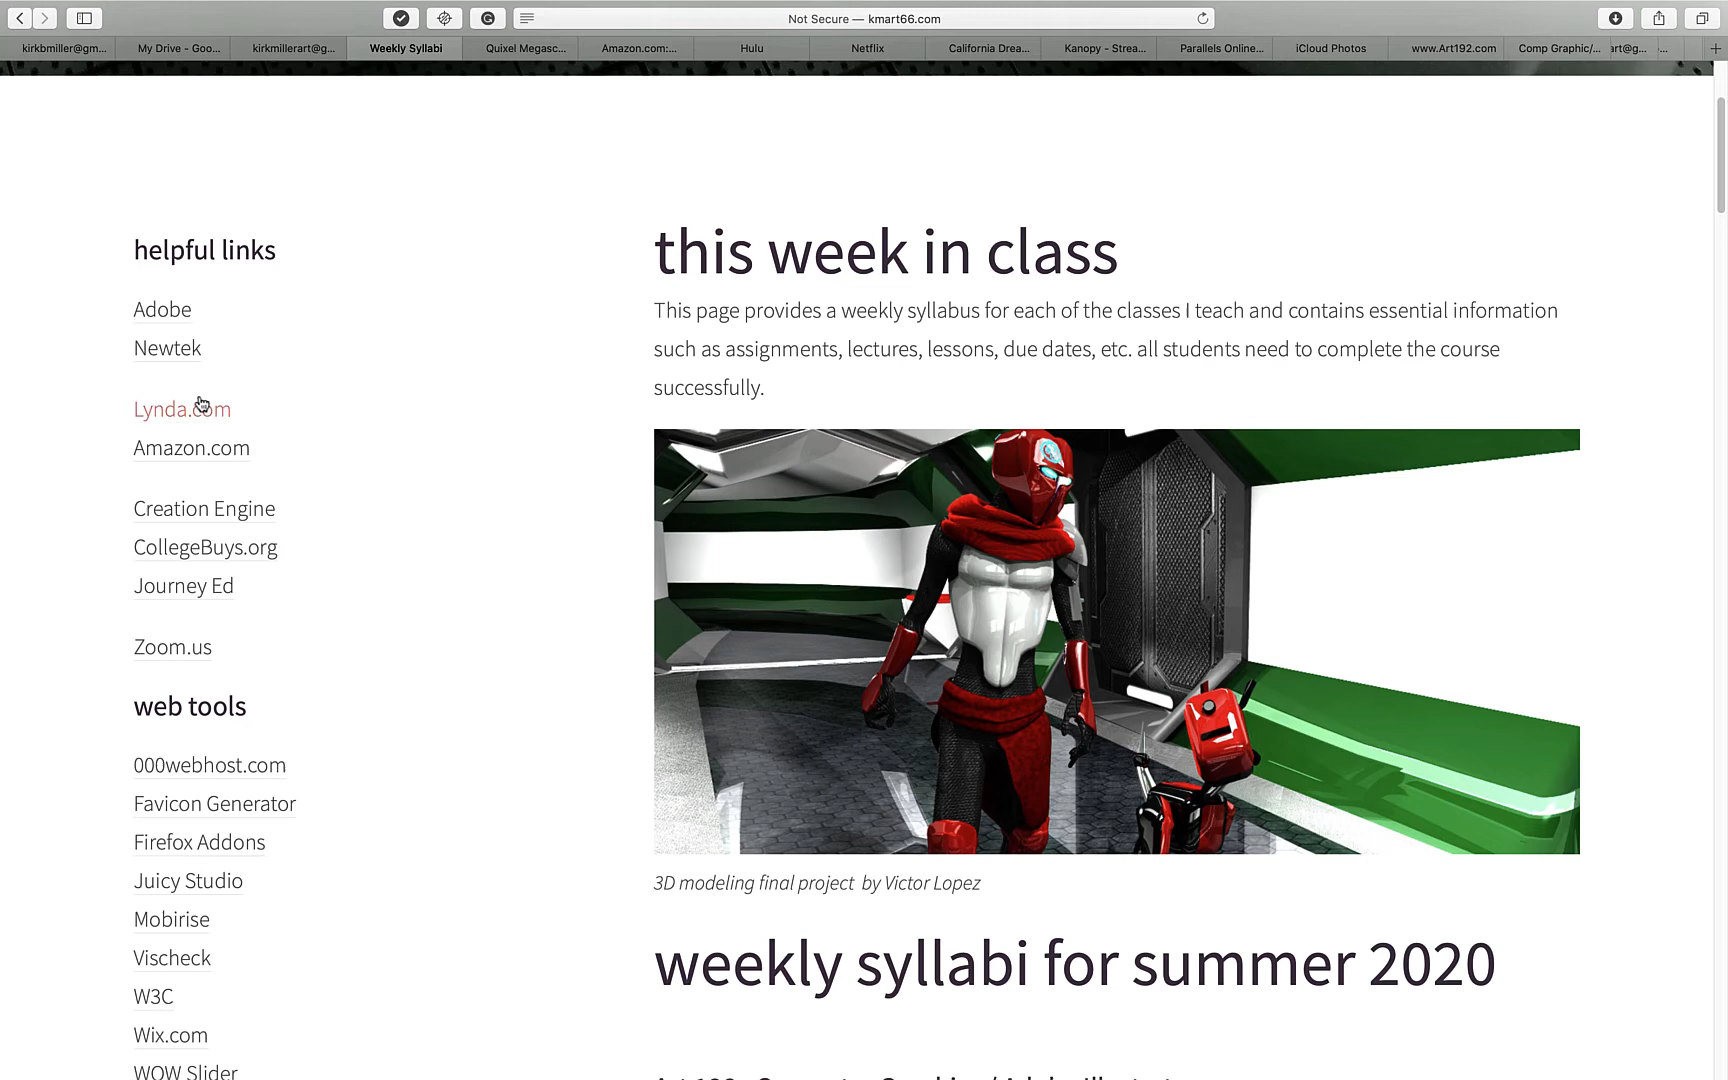 Not Secure — kmart66.com
kirkbmiller@gm...
My Drive - Goo...
kirkmillerart@g...
Weekly Syllabi
Quixel Megasc...
Amazon.com:...
Hulu
Netflix
California Drea...
Kanopy - Strea...
Parallels Online...
iCloud Photos
www.Art192.com
Comp Graphic/...
art@g...
helpful links
Adobe
Newtek
Lynda.com
Amazon.com
Creation Engine
CollegeBuys.org
Journey Ed
Zoom.us
web tools
000webhost.com
Favicon Generator
Firefox Addons
Juicy Studio
Mobirise
Vischeck
W3C
Wix.com
WOW Slider
this week in class
This page provides a weekly syllabus for each of the classes I teach and contains essential information
such as assignments, lectures, lessons, due dates, etc. all students need to complete the course
successfully.
3D modeling final project by Victor Lopez
weekly syllabi for summer 2020